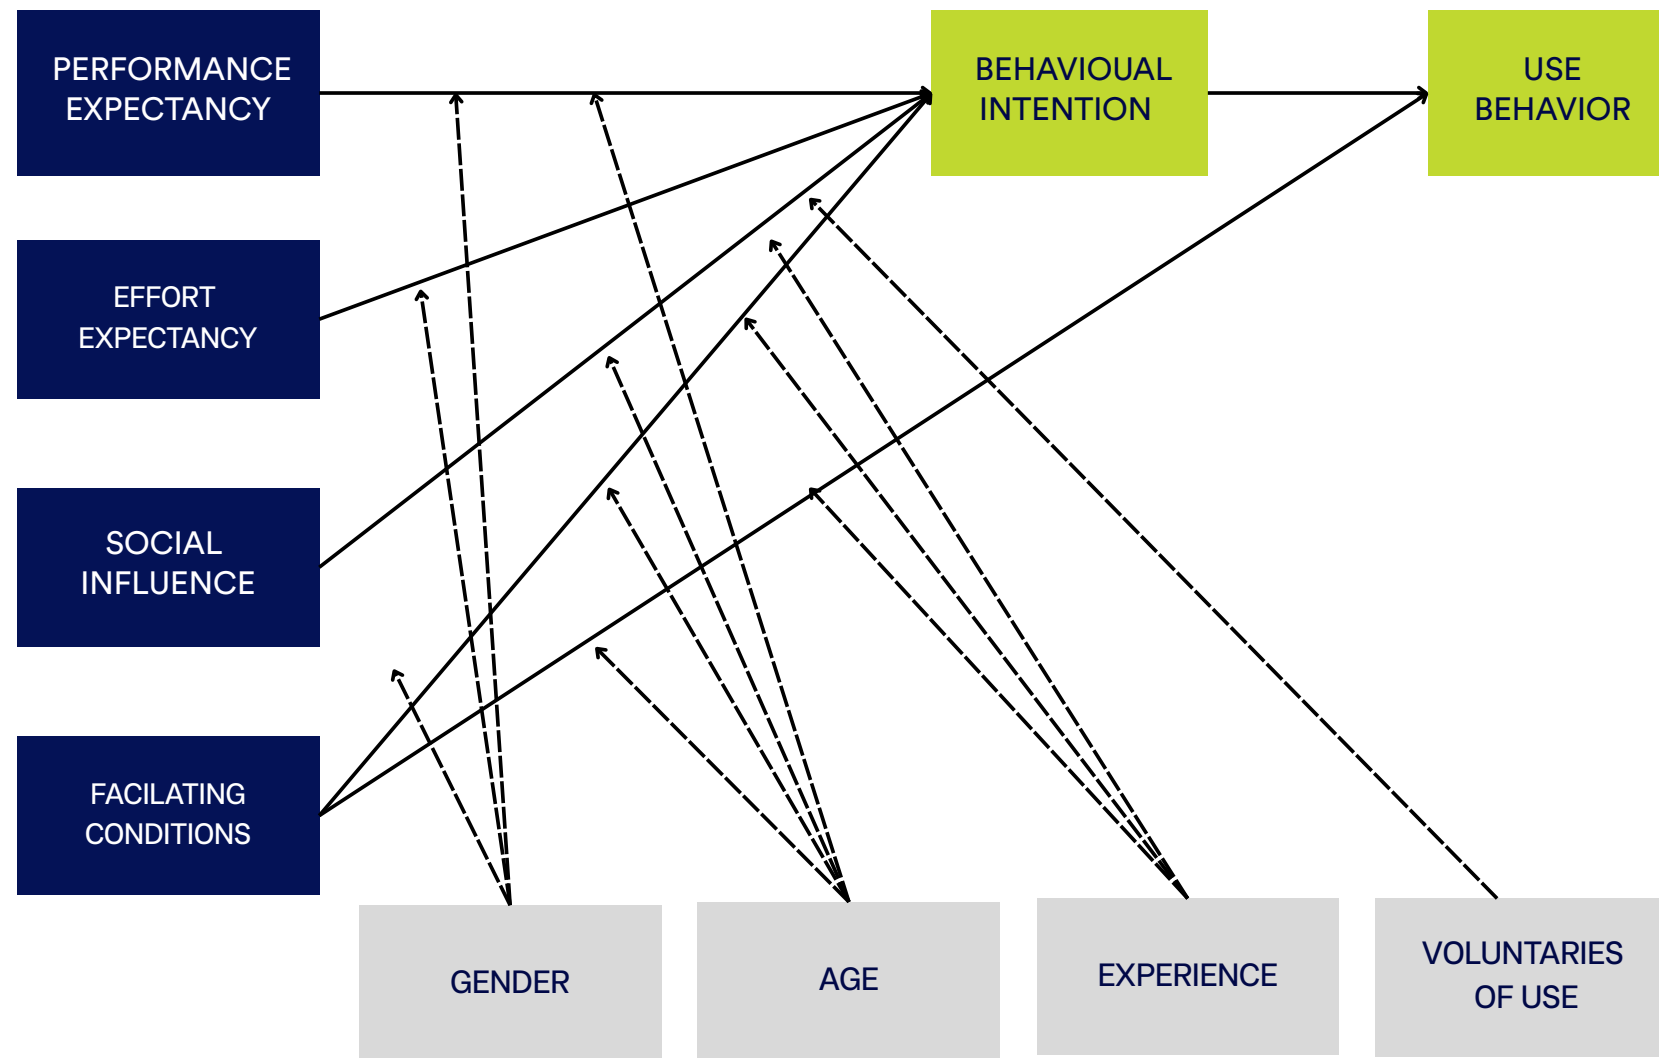 PERFORMANCE
EXPECTANCY
BEHAVIOUAL
INTENTION
USE
BEHAVIOR
EFFORT
EXPECTANCY
SOCIAL
INFLUENCE
FACILATING
CONDITIONS
GENDER
AGE
EXPERIENCE
VOLUNTARIES
OF USE